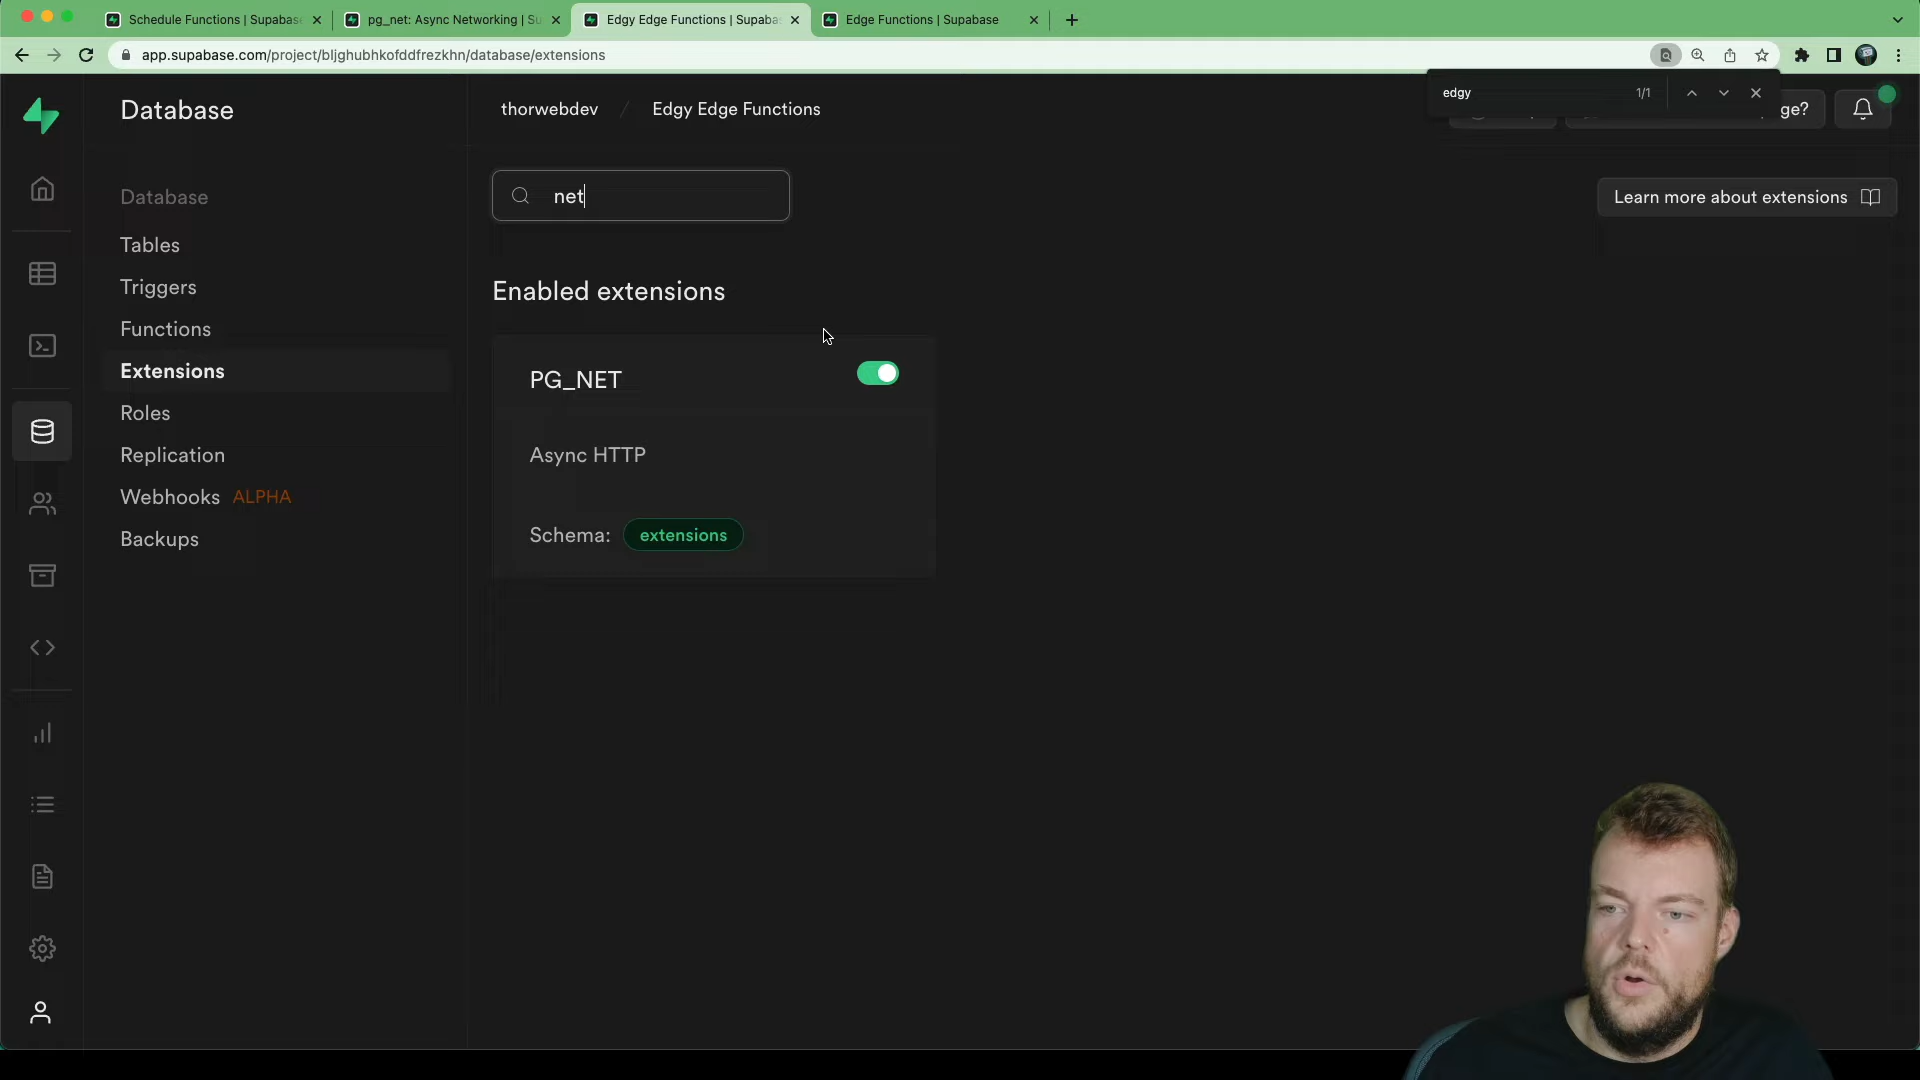 Schedule Functions | Supabas
pg_net: Async Networking | Su
Edgy Edge Functions | Supaba
Edge Functions | Supabase
app.supabase.com/project/bljghubhkofddfrezkhn/database/extensions
Database
thorwebdev / Edgy Edge Functions
edgy 1/1
ge?
Database
Tables
Triggers
Functions
Extensions
Roles
Replication
Webhooks ALPHA
Backups
net
Learn more about extensions
Enabled extensions
PG_NET
Async HTTP
Schema: extensions